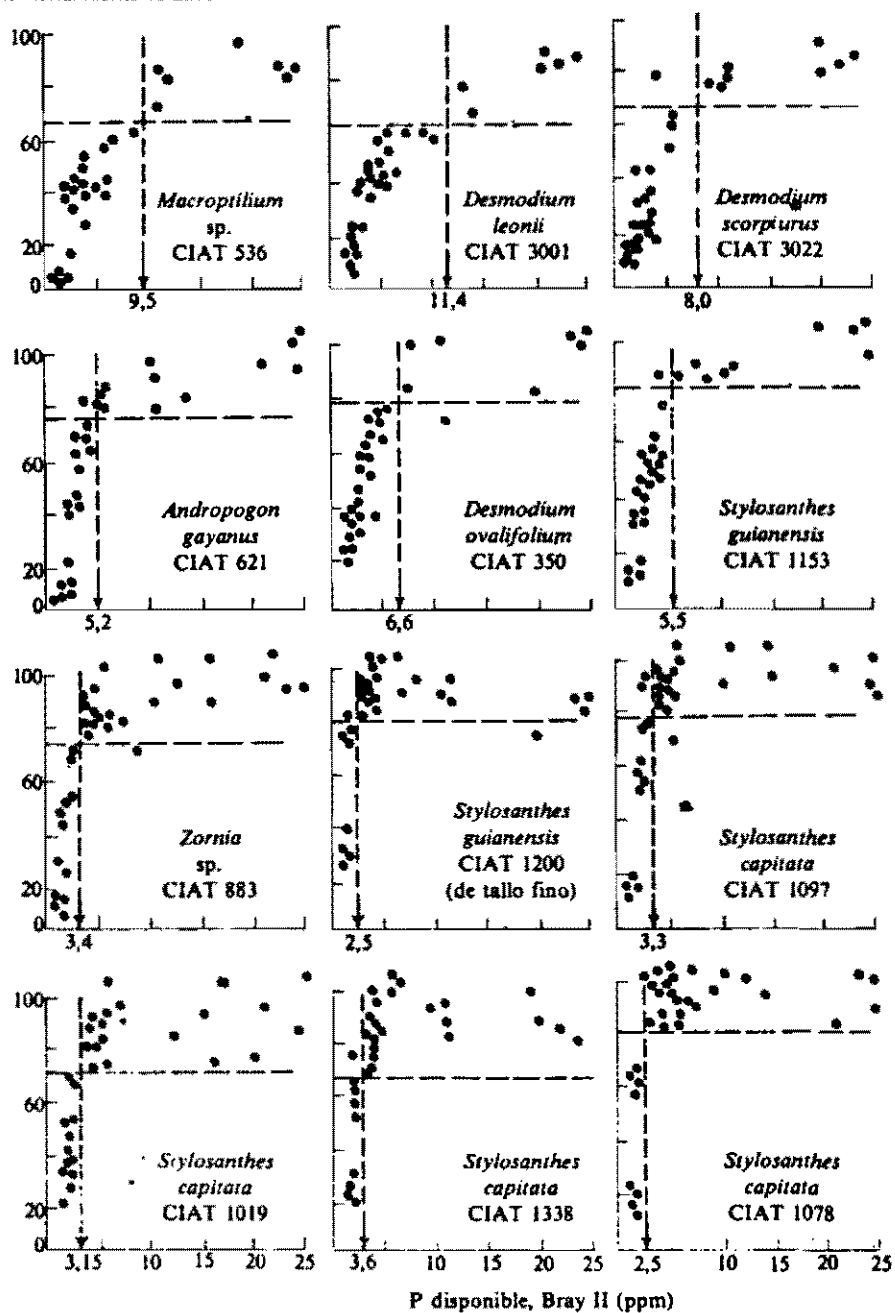 100
60
20
0
Macroptilium
sp.
CIAT 536
9,5
Desmodium
leonii
CIAT 3001
11,4
Desmodium
scorpiurus
CIAT 3022
8,0
100
60
20
0
Andropogon
gayanus
CIAT 621
5,2
Desmodium
ovalifolium
CIAT 350
6,6
Stylosanthes
guianensis
CIAT 1153
5,5
100
60
20
0
Zornia
sp.
CIAT 883
3,4
Stylosanthes
guianensis
CIAT 1200
(de tallo fino)
2,5
Stylosanthes
capitata
CIAT 1097
3,3
100
60
20
0
Stylosanthes
capitata
CIAT 1019
3,15 10 15 20 25
Stylosanthes
capitata
CIAT 1338
3,6 10 15 20 25
Stylosanthes
capitata
CIAT 1078
2,5 10 15 20 25
P disponible, Bray II (ppm)